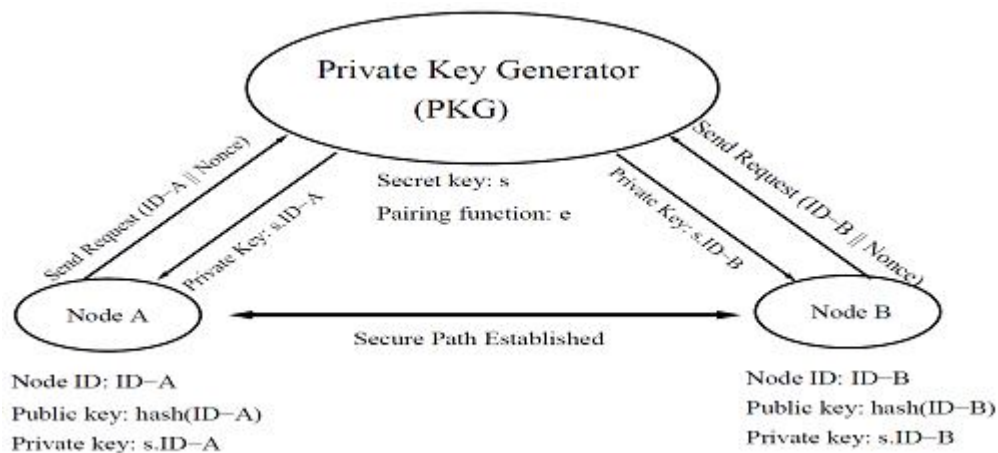 Private Key Generator
(PKG)
Send Request (ID-A || Nonce)
Private Key: s.ID-A
Secret key: s
Pairing function: e
Private Key: s.ID-B
Send Request (ID-B || Nonce)
Node A
Node B
Secure Path Established
Node ID: ID-A
Public key: hash(ID-A)
Private key: s.ID-A
Node ID: ID-B
Public key: hash(ID-B)
Private key: s.ID-B